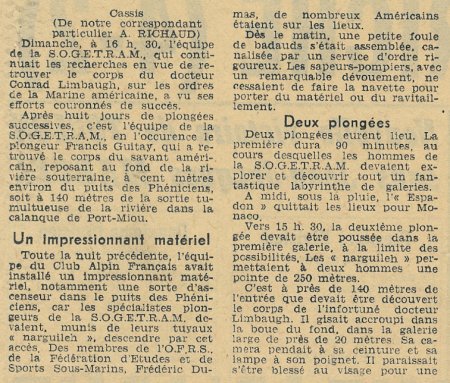 Cassis
(De notre correspondant
particulier A. RICHAUD)
Dimanche, à 16 h. 30, l'équipe
de la S.O.G.E.T.R.A.M., qui conti-
nuait les recherches en vue de re-
trouver le corps du docteur
Conrad Limbaugh, sur les ordres
de la Marine américaine, a vu ses
efforts couronnés de succès.
Après huit jours de plongées
successives, c'est l'équipe de la
S.O.G.E.T.R.A.M., en l'occurence le
plongeur Francis Guitay, qui a re-
trouvé le corps du savant améri-
cain, reposant au fond de la ri-
vière souterraine, à cent mètres
environ du puits des Phéniciens,
soit à 140 mètres de la sortie tu-
multueuse de la rivière dans la
calanque de Port-Miou.
Un impressionnant matériel
Toute la nuit précédente, l'équi-
pe du Club Alpin Français avait
installé un impressionnant maté-
riel, notamment une sorte d'as-
censeur dans le puits des Phéni-
ciens, car les spécialistes plon-
geurs de la S.O.G.E.T.R.A.M. de-
vaient, munis de leurs tuyaux
« narguileh », descendre par cet
accès. Des membres de l'O.F.R.S.,
de la Fédération d'Etudes et de
Sports Sous-Marins, Frédéric Du-
mas, de nombreux Américains
étaient sur les lieux.
Dès le matin, une petite foule
de badauds s'était assemblée, ca-
nalisée par un service d'ordre ri-
goureux. Les sapeurs-pompiers, avec
un remarquable dévouement, ne
cessaient de faire la navette pour
porter du matériel ou du ravitail-
lement.
Deux plongées
Deux plongées eurent lieu. La
première dura 90 minutes, au
cours desquelles les hommes de
la S.O.G.E.T.R.A.M. devaient ex-
plorer et découvrir tout un fan-
tastique labyrinthe de galeries.
A midi, sous la pluie, l'« Espa-
don » quittait les lieux pour Mo-
naco.
Vers 15 h. 30, la deuxième plon-
gée devait être poussée dans la
première galerie, à la limite des
possibilités. Les « narguileh » per-
mettaient à deux hommes une
pointe de 250 mètres.
C'est à près de 140 mètres de
l'entrée que devait être découvert
le corps de l'infortuné docteur
Limbaugh. Il gisait accroupi dans
la boue du fond, dans la galerie
large de près de 20 mètres. Sa ca-
mera pendait à sa ceinture et sa
lampe à son poignet. Il paraissait
s'être blessé au visage pour une